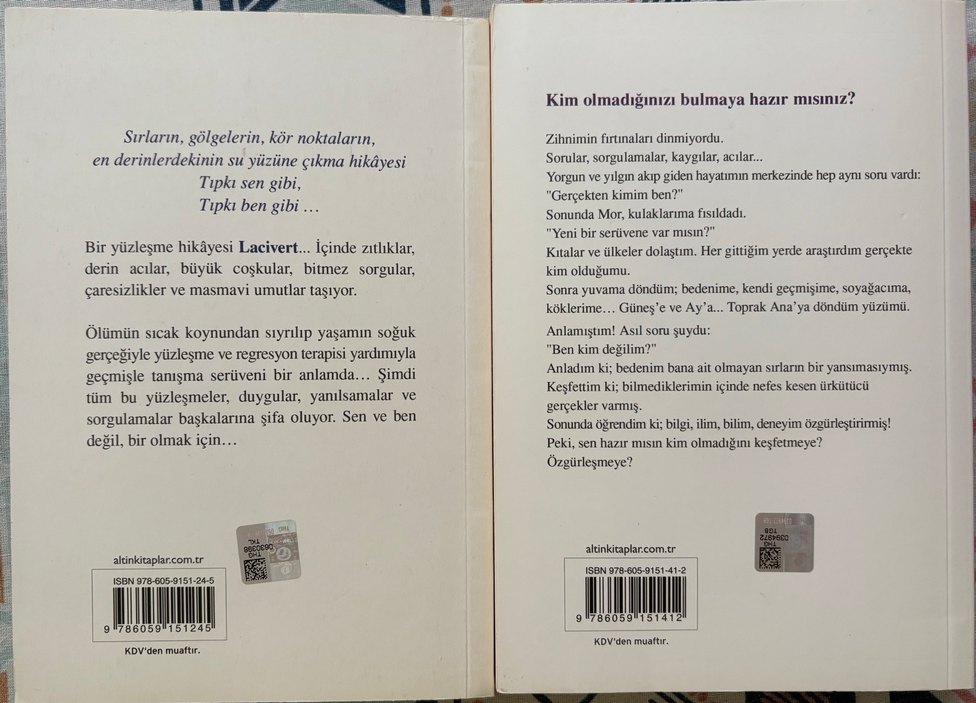 Sırların, gölgelerin, kör noktaların,
en derinlerdekinin su yüzüne çıkma hikâyesi
Tıpkı sen gibi,
Tıpkı ben gibi …
Bir yüzleşme hikâyesi Lacivert... İçinde zıtlıklar,
derin acılar, büyük coşkular, bitmez sorgular,
çaresizlikler ve masmavi umutlar taşıyor.
Ölümün sıcak koynundan sıyrılıp yaşamın soğuk
gerçeğiyle yüzleşme ve regresyon terapisi yardımıyla
geçmişle tanışma serüveni bir anlamda… Şimdi
tüm bu yüzleşmeler, duygular, yanılsamalar ve
sorgulamalar başkalarına şifa oluyor. Sen ve ben
değil, bir olmak için…
THG
TKL
0630398
altinkitaplar.com.tr
ISBN 978-605-9151-24-5
9 786059 151245
KDV'den muaftır.
Kim olmadığınızı bulmaya hazır mısınız?
Zihnimin fırtınaları dinmiyordu.
Sorular, sorgulamalar, kaygılar, acılar...
Yorgun ve yılgın akıp giden hayatımın merkezinde hep aynı soru vardı:
"Gerçekten kimim ben?"
Sonunda Mor, kulaklarıma fısıldadı.
"Yeni bir serüvene var mısın?"
Kıtalar ve ülkeler dolaştım. Her gittiğim yerde araştırdım gerçekte
kim olduğumu.
Sonra yuvama döndüm; bedenime, kendi geçmişime, soyağacıma,
köklerime… Güneş’e ve Ay’a... Toprak Ana’ya döndüm yüzümü.
Anlamıştım! Asıl soru şuydu:
"Ben kim değilim?"
Anladım ki; bedenim bana ait olmayan sırların bir yansımasıymış.
Keşfettim ki; bilmediklerimin içinde nefes kesen ürkütücü
gerçekler varmış.
Sonunda öğrendim ki; bilgi, ilim, bilim, deneyim özgürleştirirmiş!
Peki, sen hazır mısın kim olmadığını keşfetmeye?
Özgürleşmeye?
THG
TGB
0394972
altinkitaplar.com.tr
ISBN 978-605-9151-41-2
9 786059 151412
KDV'den muaftır.